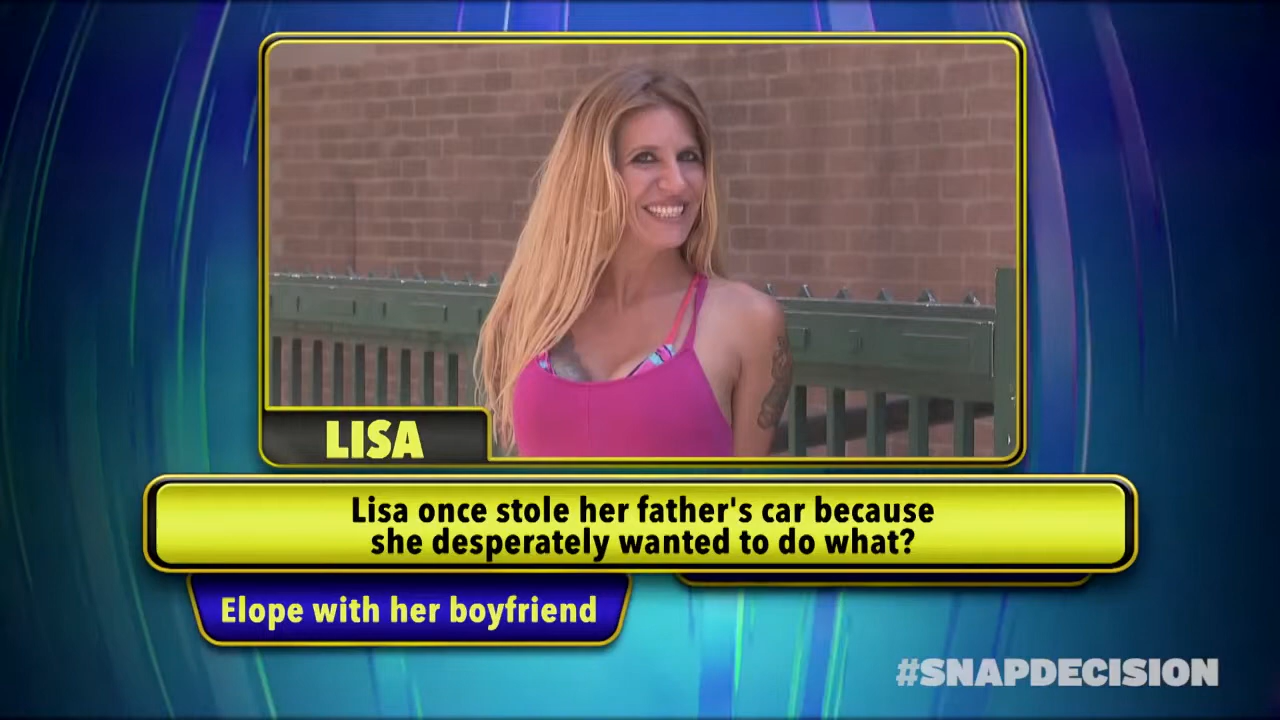 LISA
Lisa once stole her father's car because
she desperately wanted to do what?
Elope with her boyfriend
#SNAPDECISION